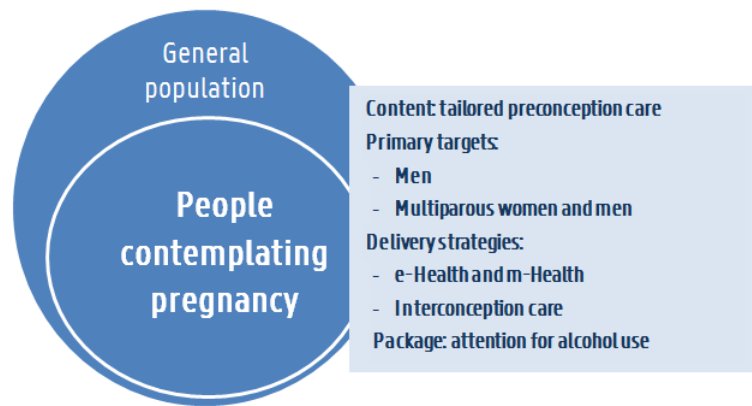 General
population
People
contemplating
pregnancy
Content: tailored preconception care
Primary targets:
- Men
- Multiparous women and men
Delivery strategies:
- e-Health and m-Health
- Interconception care
Package: attention for alcohol use